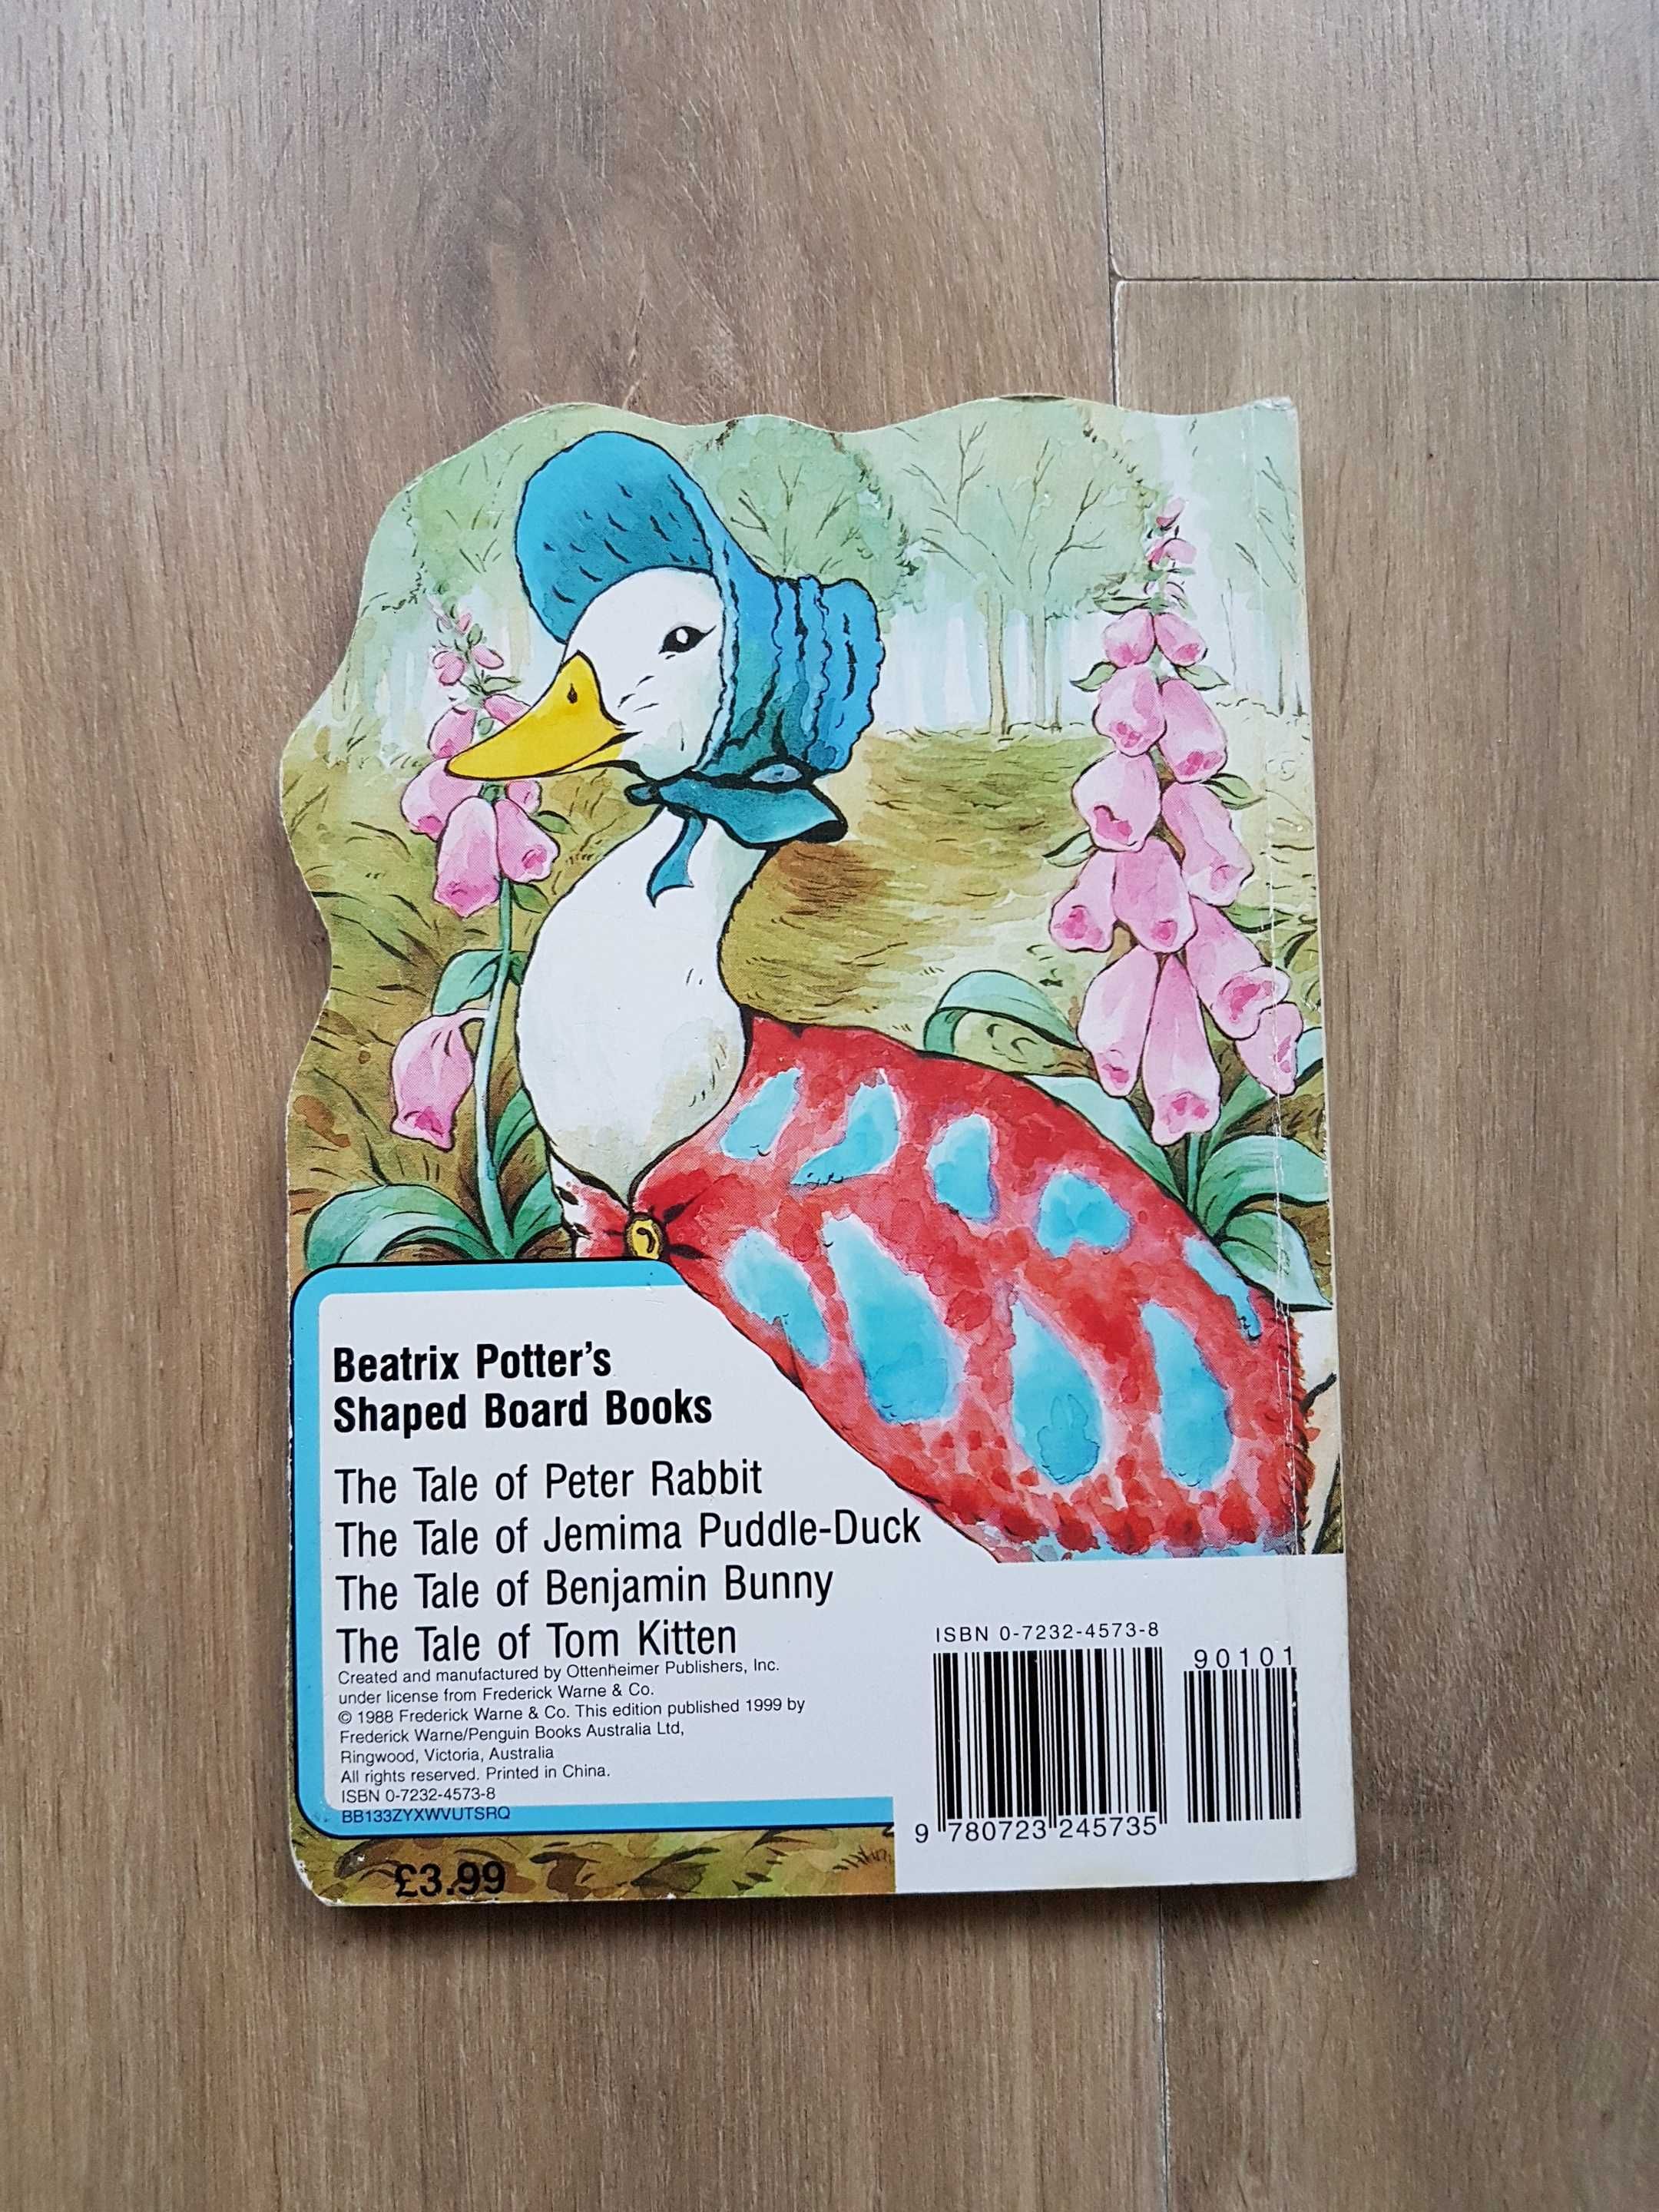 Beatrix Potter's
Shaped Board Books
The Tale of Peter Rabbit
The Tale of Jemima Puddle-Duck
The Tale of Benjamin Bunny
The Tale of Tom Kitten
Created and manufactured by Ottenheimer Publishers, Inc.
under license from Frederick Warne & Co.
© 1988 Frederick Warne & Co. This edition published 1999 by
Frederick Warne/Penguin Books Australia Ltd,
Ringwood, Victoria, Australia
All rights reserved. Printed in China.
ISBN 0-7232-4573-8
BB133ZYXWVUTSRQ
£3.99
ISBN 0-7232-4573-8
90101
9 780723 245735